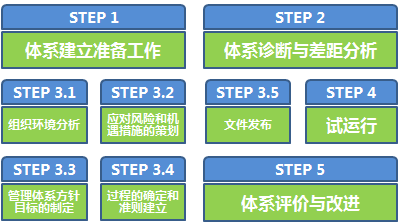 STEP 1
体系建立准备工作
STEP 2
体系诊断与差距分析
STEP 3.1
组织环境分析
STEP 3.2
应对风险和机
遇措施的策划
STEP 3.5
文件发布
STEP 4
试运行
STEP 3.3
管理体系方针
目标的制定
STEP 3.4
过程的确定和
准则建立
STEP 5
体系评价与改进